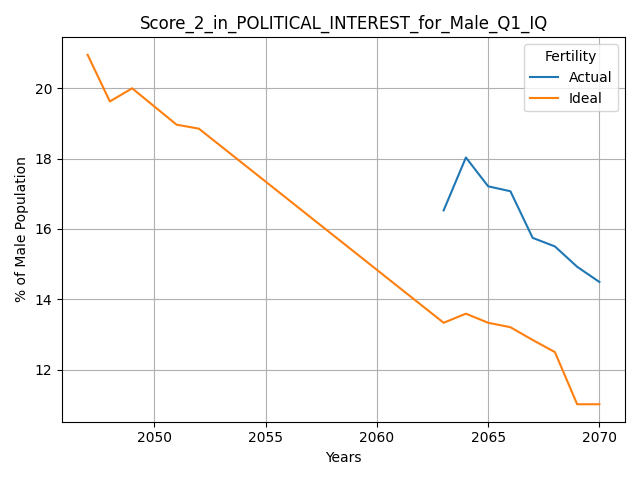 Score_2_in_POLITICAL_INTEREST_for_Male_Q1_IQ
Fertility
Actual
Ideal
% of Male Population
20
18
16
14
12
2050 2055 2060 2065 2070
Years